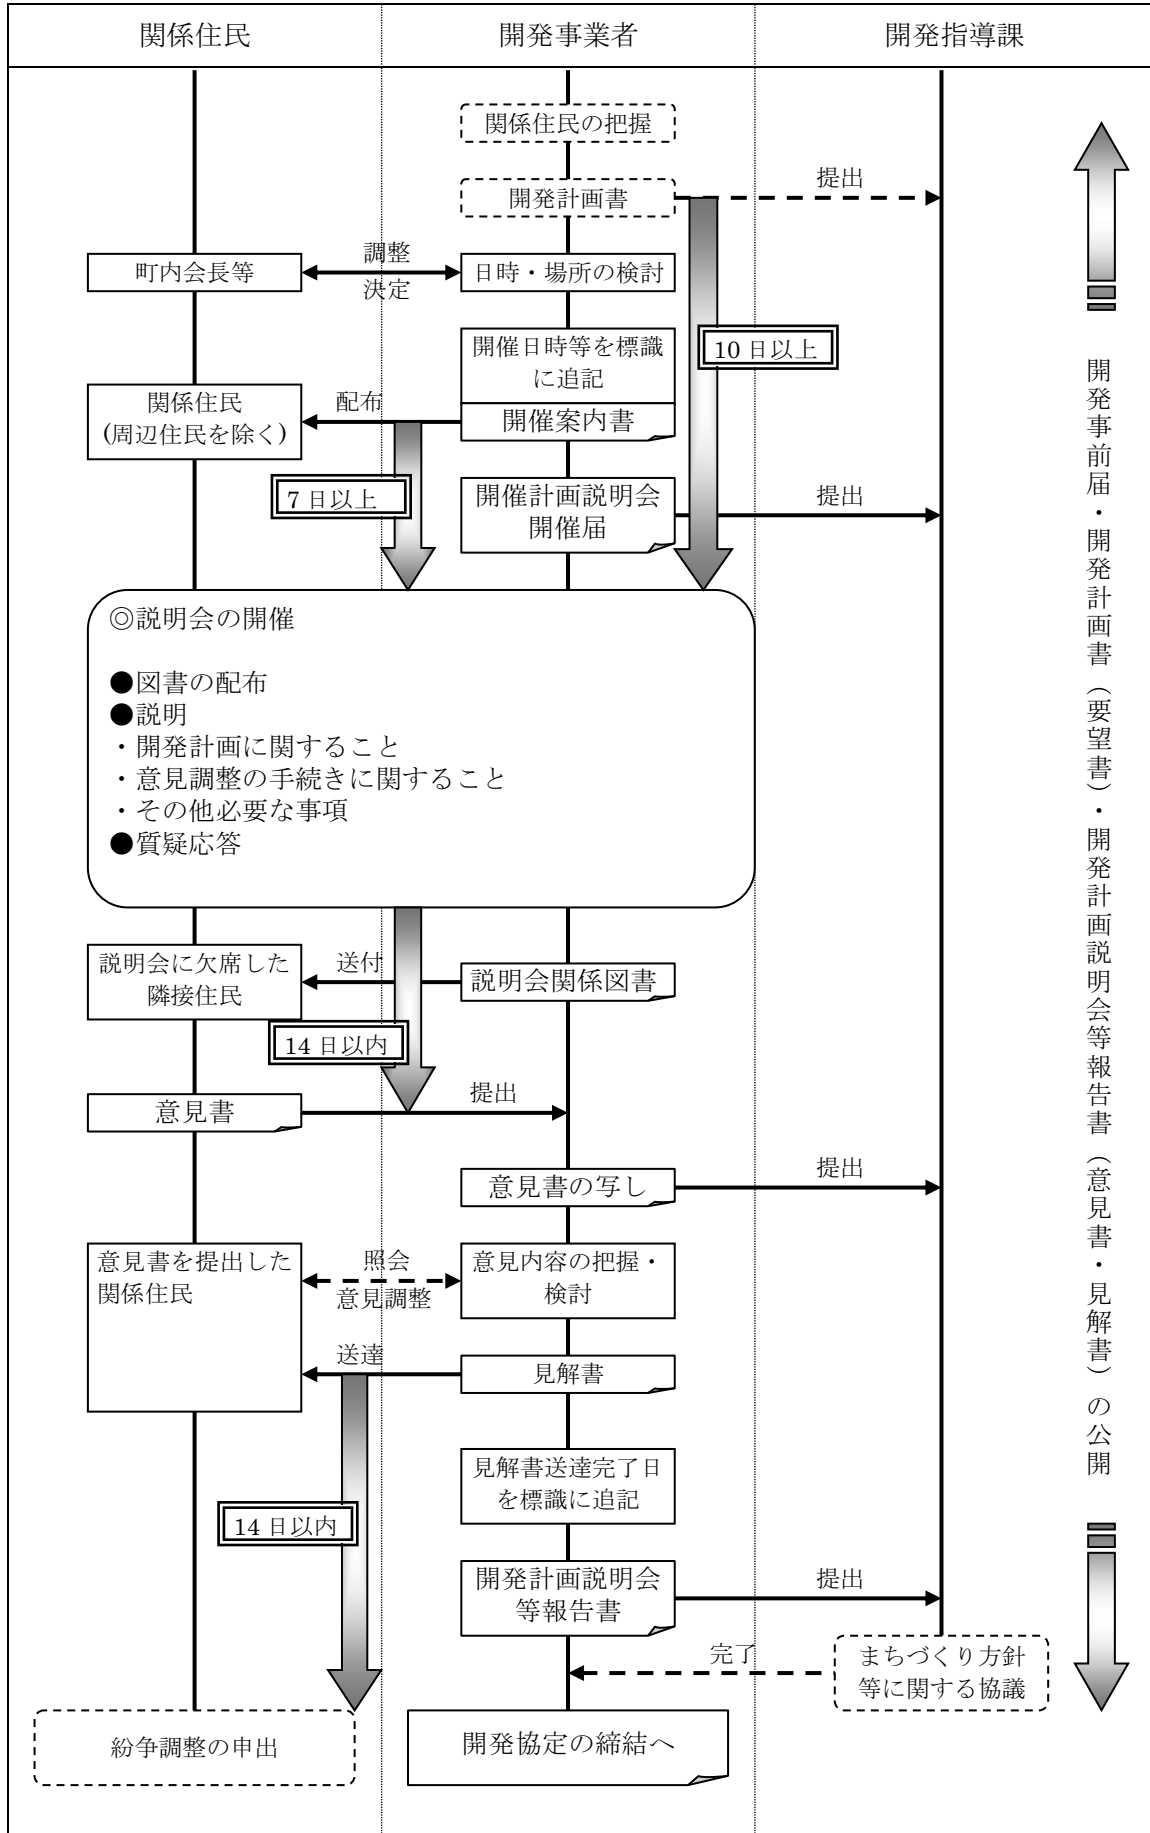 関係住民
開発事業者
開発指導課
関係住民の把握
開発計画書
提出
町内会長等
調整
決定
日時・場所の検討
開催日時等を標識
に追記
10 日以上
関係住民
(周辺住民を除く)
配布
開催案内書
7 日以上
開催計画説明会
開催届
提出
◎説明会の開催
●図書の配布
●説明
・開発計画に関すること
・意見調整の手続きに関すること
・その他必要な事項
●質疑応答
説明会に欠席した
隣接住民
送付
説明会関係図書
14 日以内
意見書
提出
意見書の写し
提出
意見書を提出した
関係住民
照会
意見調整
意見内容の把握・
検討
送達
見解書
見解書送達完了日
を標識に追記
14 日以内
開発計画説明会
等報告書
提出
完了
まちづくり方針
等に関する協議
紛争調整の申出
開発協定の締結へ
開発事前届・開発計画書（要望書）・開発計画説明会等報告書（意見書・見解書）の公開